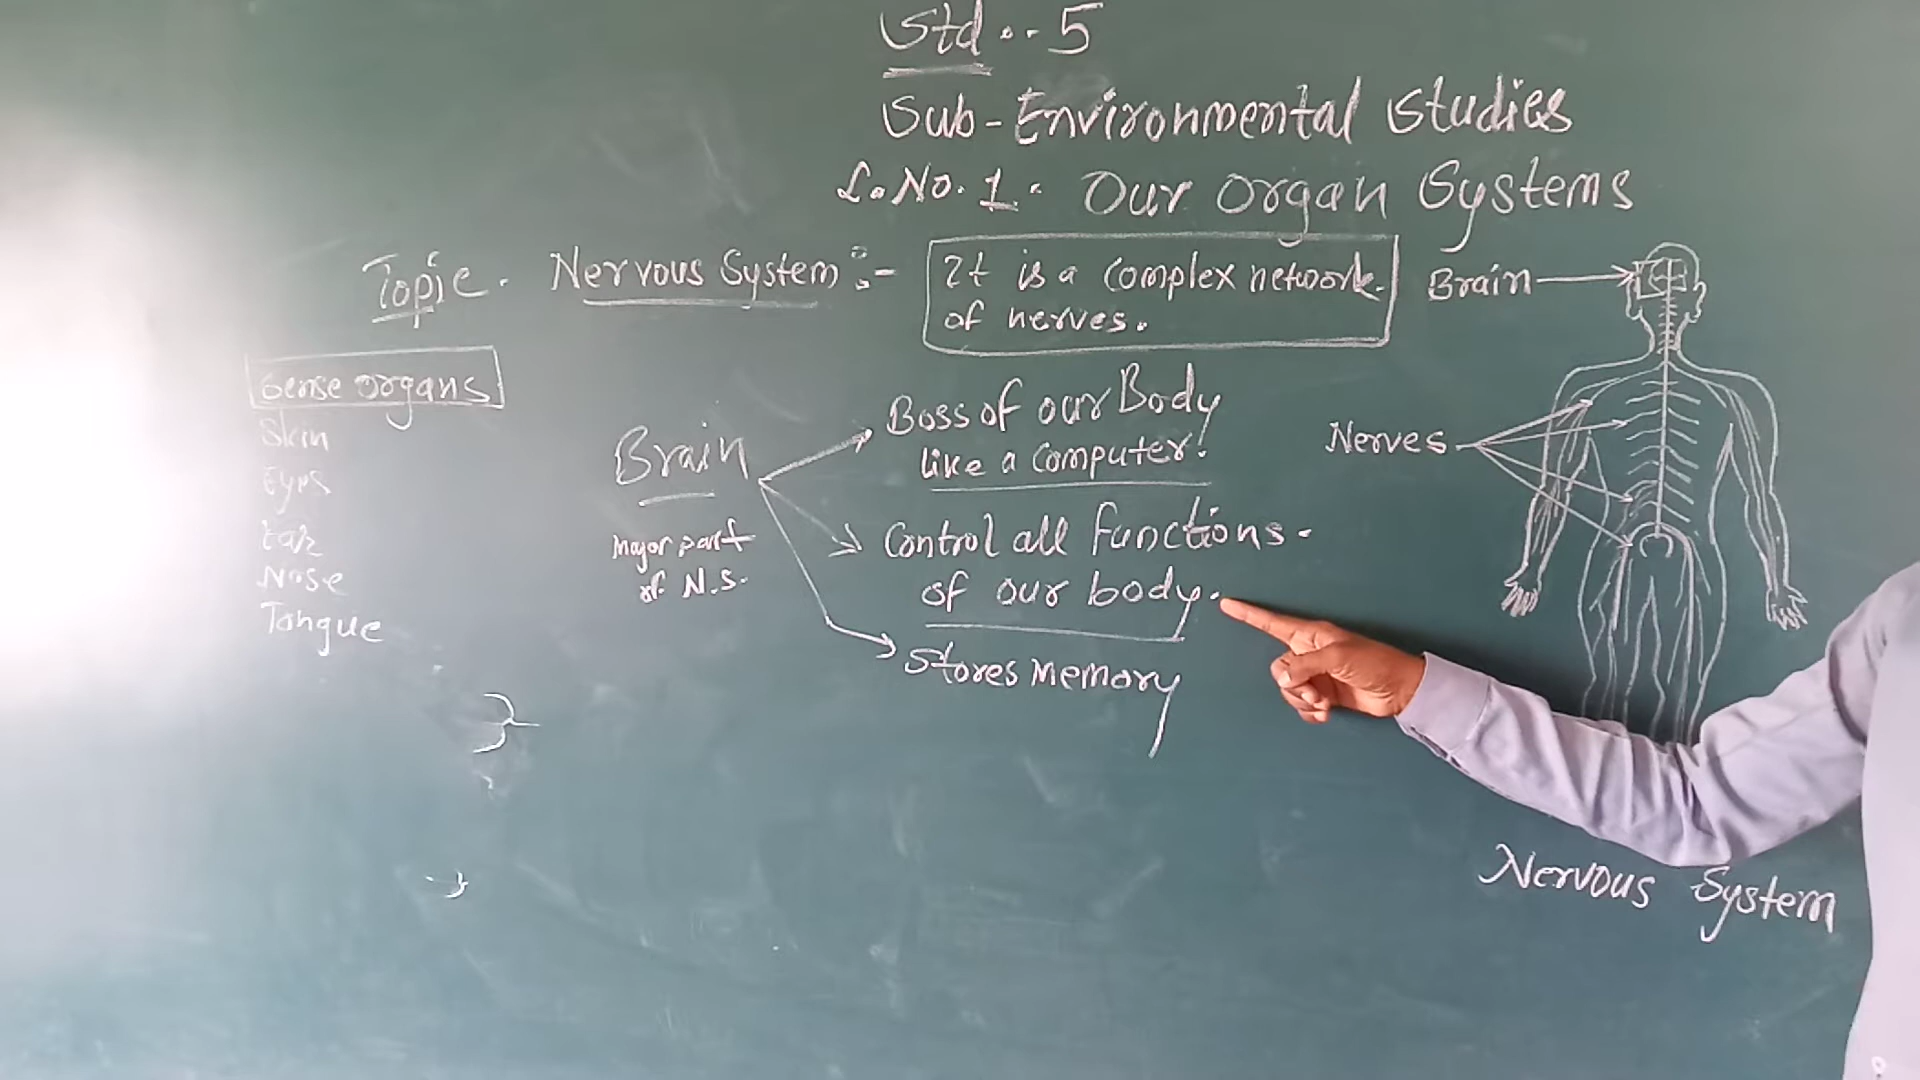 Std.. 5
Sub- Environmental Studies
L.No. 1. Our Organ Systems
Topic. Nervous System :-
It is a complex network.
of nerves.
Sense Organs
Skin
Eyes
Ear
Nose
Tongue
Brain
Major part
of N.S.
Boss of our Body
like a computer!
Control all functions.
of our body.
Stores Memory
Brain
Nerves
Nervous System